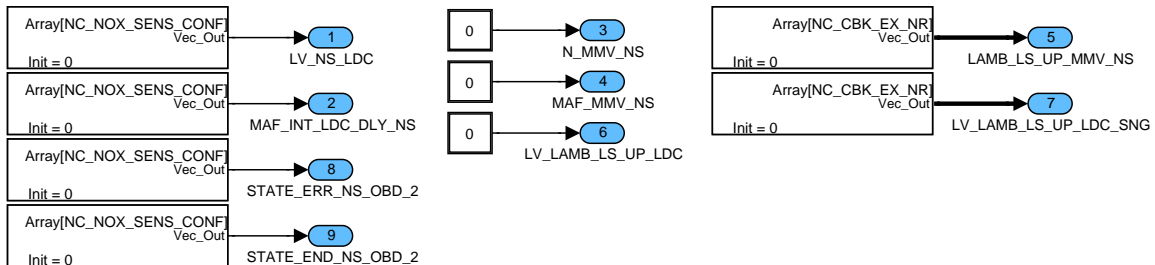 Array[NC_NOX_SENS_CONF]
Vec_Out
Init = 0
1
LV_NS_LDC
Array[NC_NOX_SENS_CONF]
Vec_Out
Init = 0
2
MAF_INT_LDC_DLY_NS
Array[NC_NOX_SENS_CONF]
Vec_Out
Init = 0
8
STATE_ERR_NS_OBD_2
Array[NC_NOX_SENS_CONF]
Vec_Out
Init = 0
9
STATE_END_NS_OBD_2
0
3
N_MMV_NS
0
4
MAF_MMV_NS
0
6
LV_LAMB_LS_UP_LDC
Array[NC_CBK_EX_NR]
Vec_Out
Init = 0
5
LAMB_LS_UP_MMV_NS
Array[NC_CBK_EX_NR]
Vec_Out
Init = 0
7
LV_LAMB_LS_UP_LDC_SNG